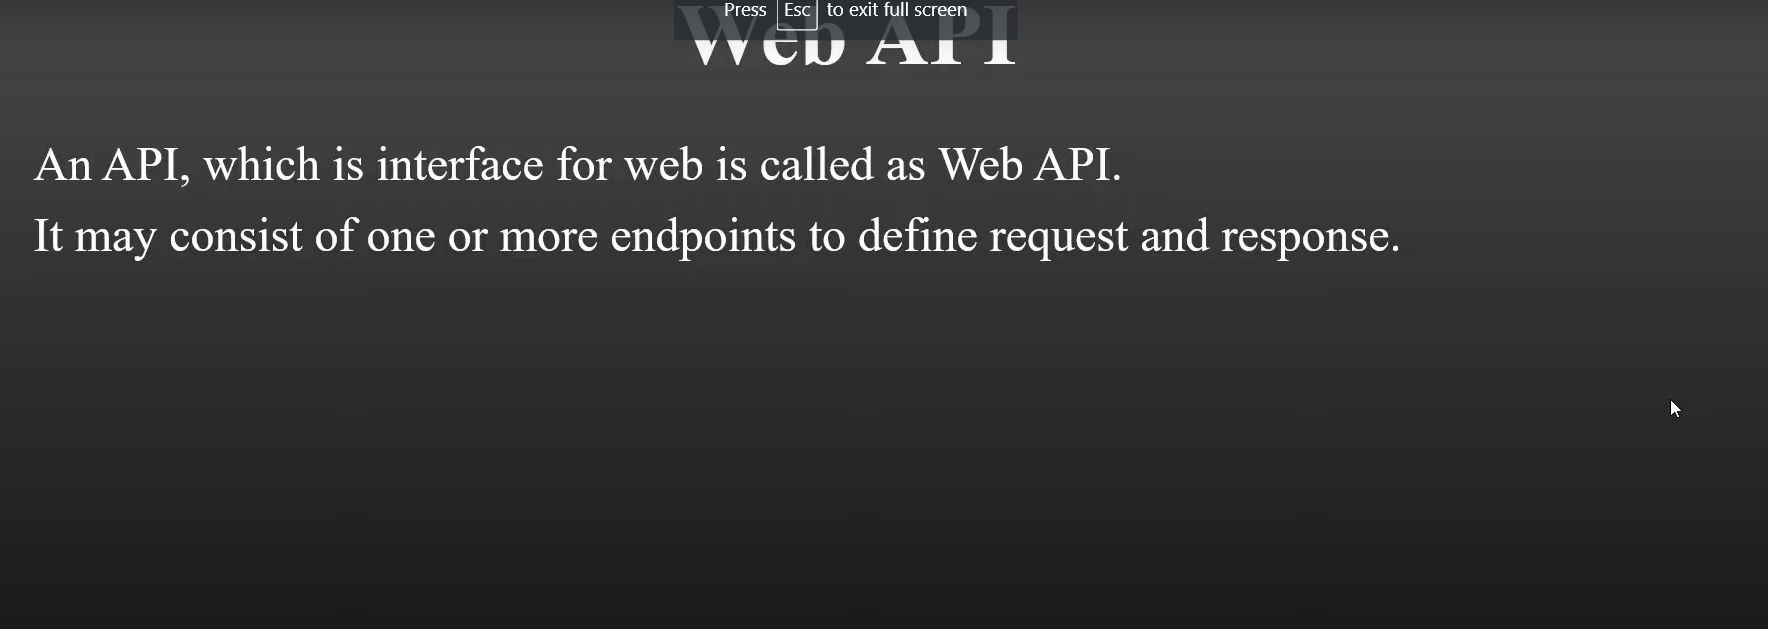 Press Esc to exit full screen
Web API
An API, which is interface for web is called as Web API.
It may consist of one or more endpoints to define request and response.